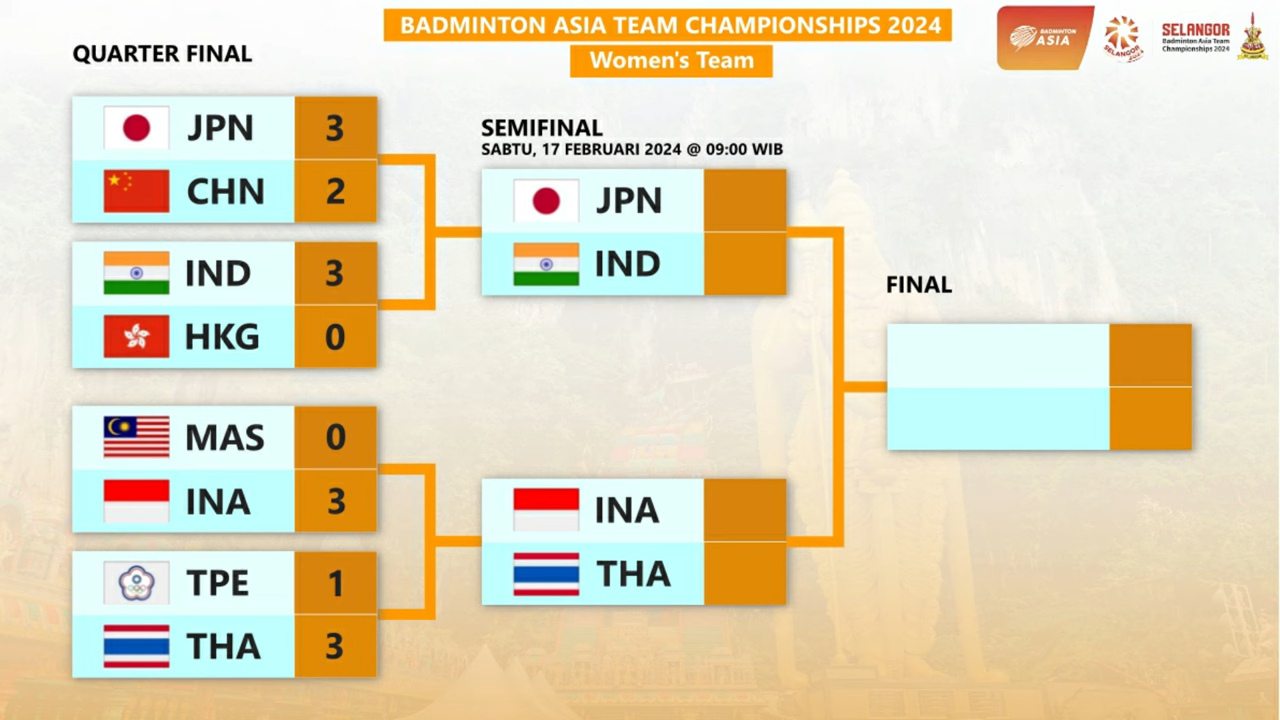 BADMINTON ASIA TEAM CHAMPIONSHIPS 2024
Women's Team
BADMINTON
ASIA
SELANGOR
2024
SELANGOR
Badminton Asia Team
Championships 2024
QUARTER FINAL
JPN 3
CHN 2
IND 3
HKG 0
MAS 0
INA 3
TPE 1
THA 3
SEMIFINAL
SABTU, 17 FEBRUARI 2024 @ 09:00 WIB
JPN
IND
INA
THA
FINAL